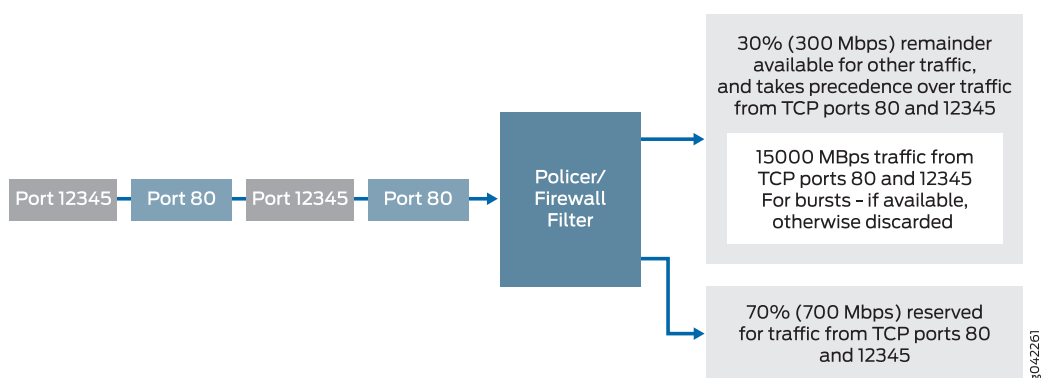 30% (300 Mbps) remainder
available for other traffic,
and takes precedence over traffic
from TCP ports 80 and 12345
15000 MBps traffic from
TCP ports 80 and 12345
For bursts - if available,
otherwise discarded
Port 12345
Port 80
Port 12345
Port 80
Policer/
Firewall
Filter
70% (700 Mbps) reserved
for traffic from TCP ports 80
and 12345
g042261